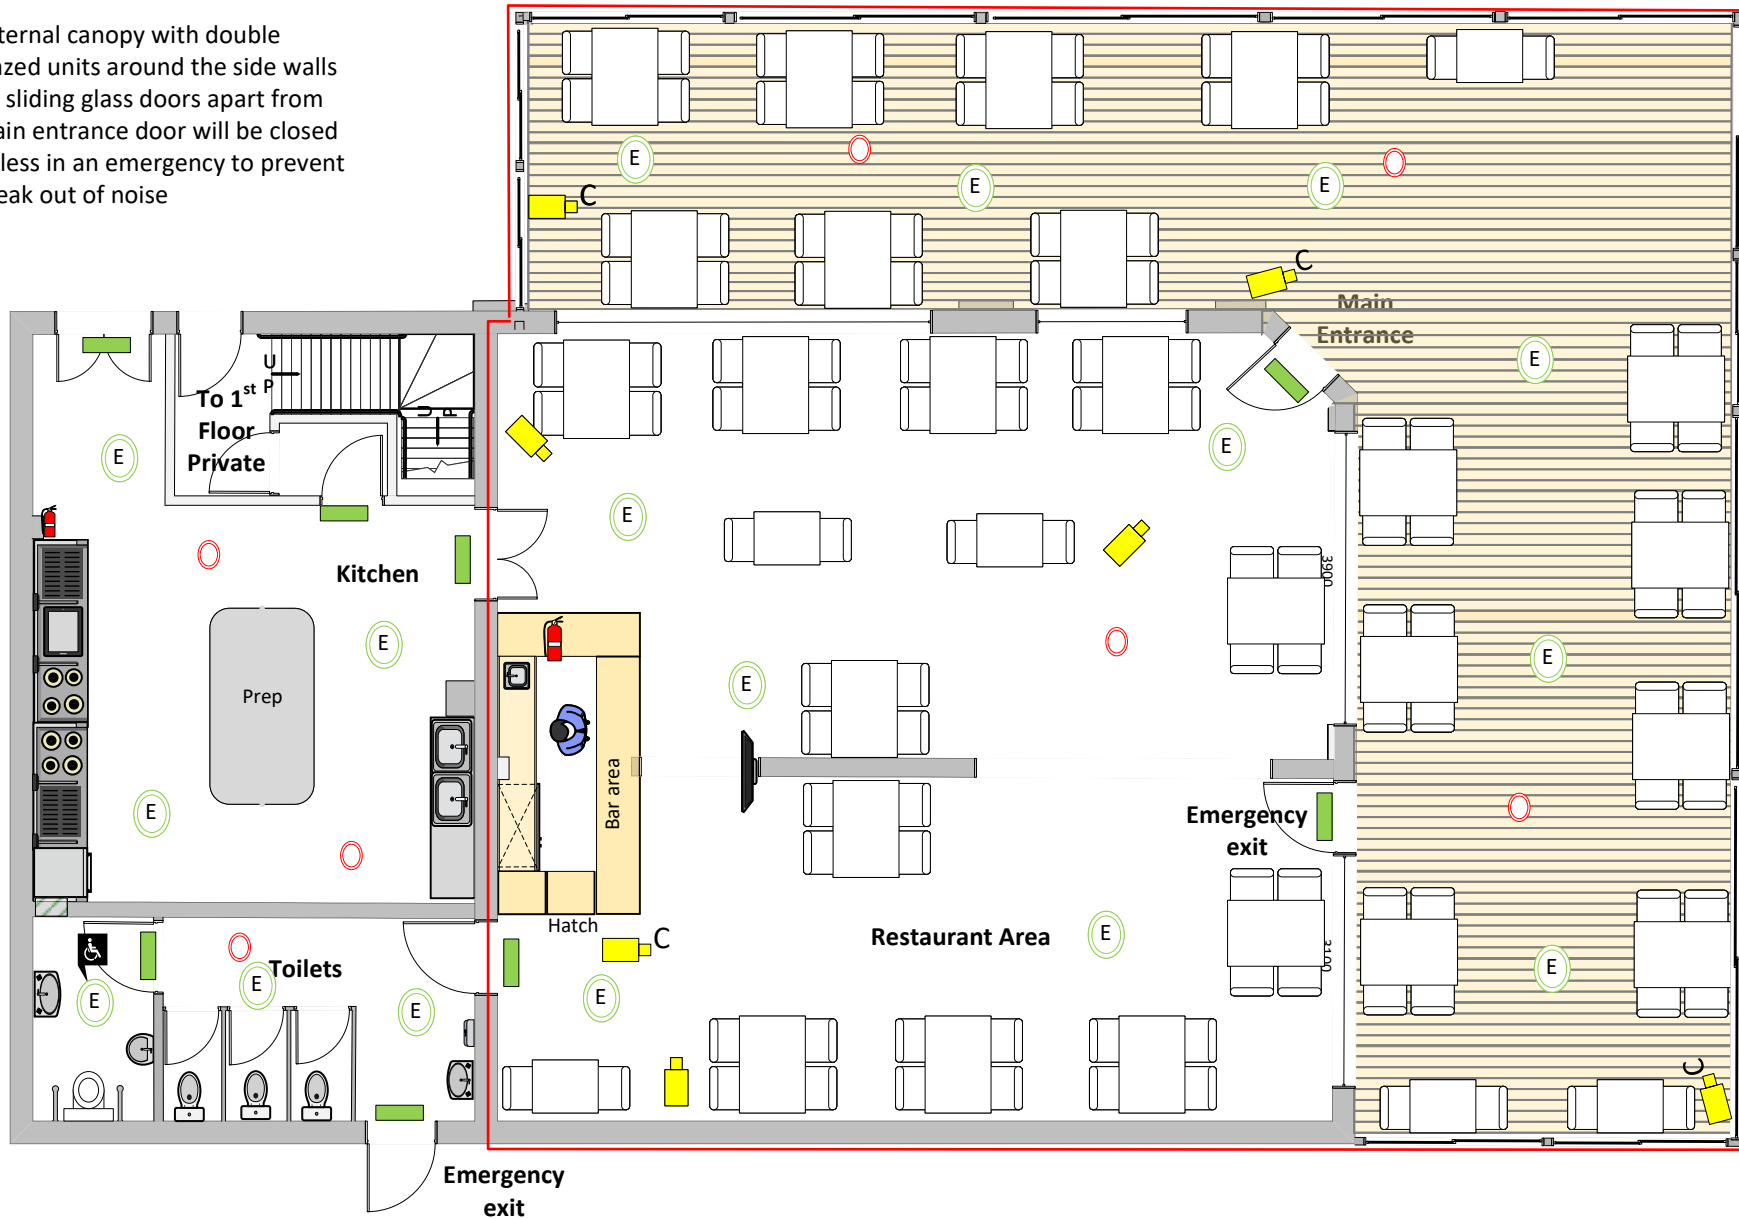 ternal canopy with double
zed units around the side walls
sliding glass doors apart from
ain entrance door will be closed
less in an emergency to prevent
eak out of noise
E
E
E
C
C
Main
Entrance
E
UP
To 1st
Floor
Private
UP
E
E
E
Kitchen
3900
E
E
E
Prep
E
Bar area
Emergency
exit
Hatch
C
Restaurant Area
E
3100
E
Toilets
E
E
E
E
C
Emergency
exit